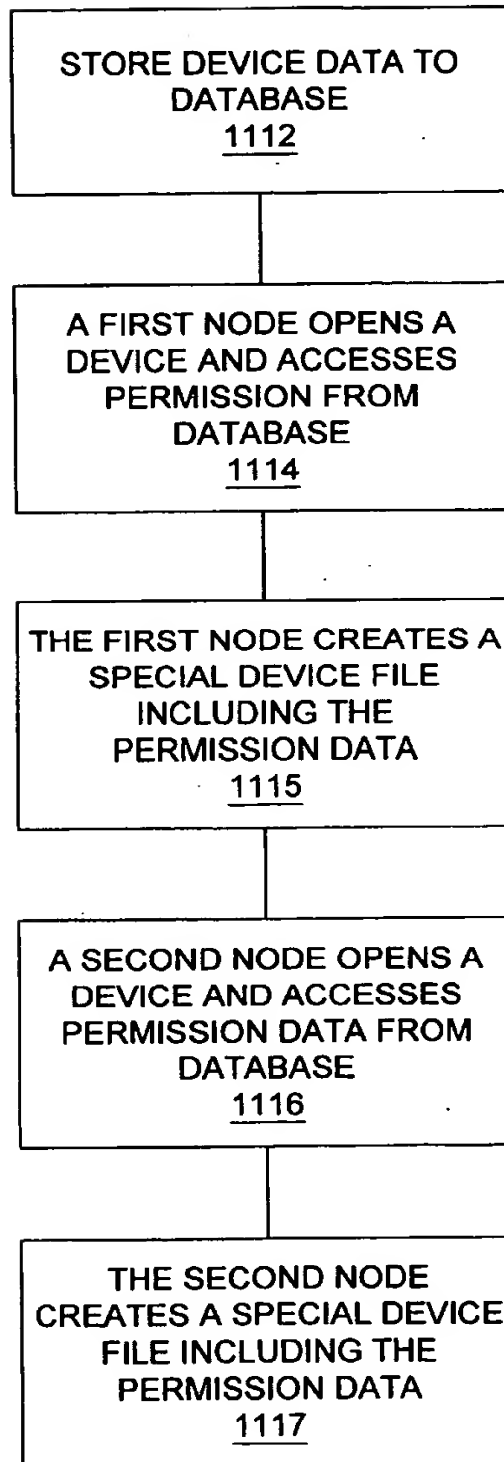 STORE DEVICE DATA TO
DATABASE
1112
A FIRST NODE OPENS A
DEVICE AND ACCESSES
PERMISSION FROM
DATABASE
1114
THE FIRST NODE CREATES A
SPECIAL DEVICE FILE
INCLUDING THE
PERMISSION DATA
1115
A SECOND NODE OPENS A
DEVICE AND ACCESSES
PERMISSION DATA FROM
DATABASE
1116
THE SECOND NODE
CREATES A SPECIAL DEVICE
FILE INCLUDING THE
PERMISSION DATA
1117